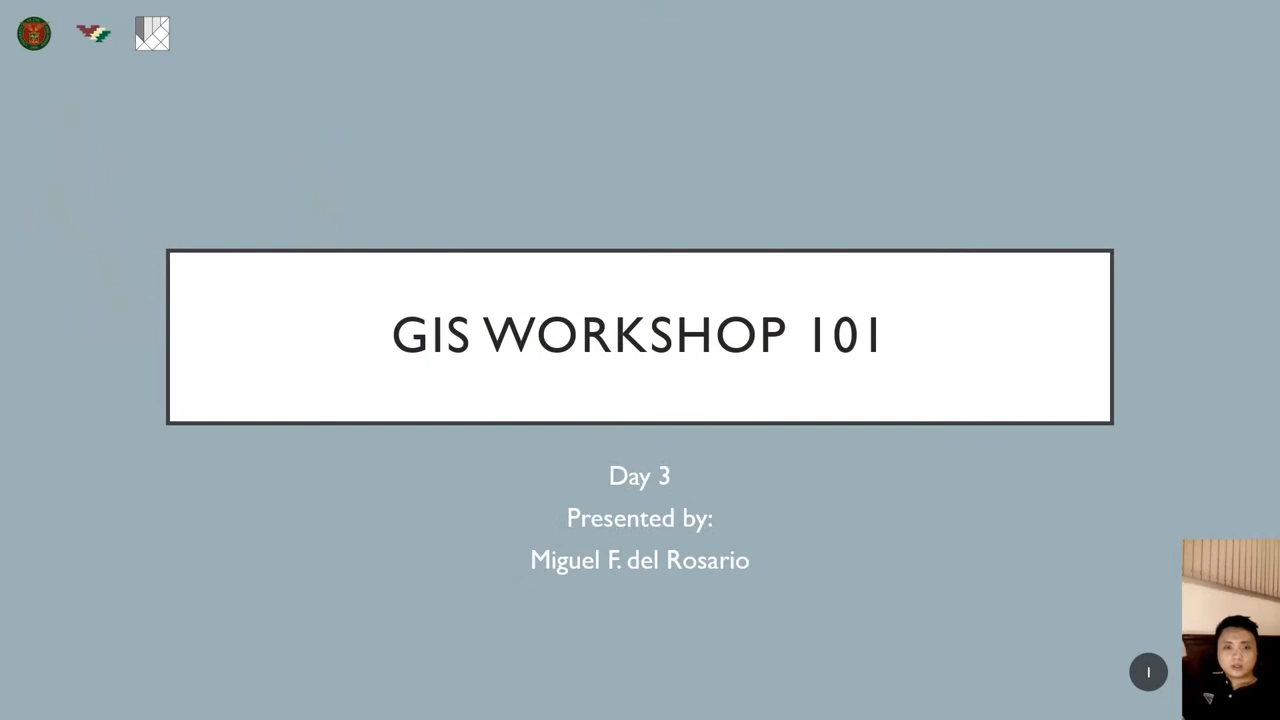 GIS WORKSHOP 101
Day 3
Presented by:
Miguel F. del Rosario
1